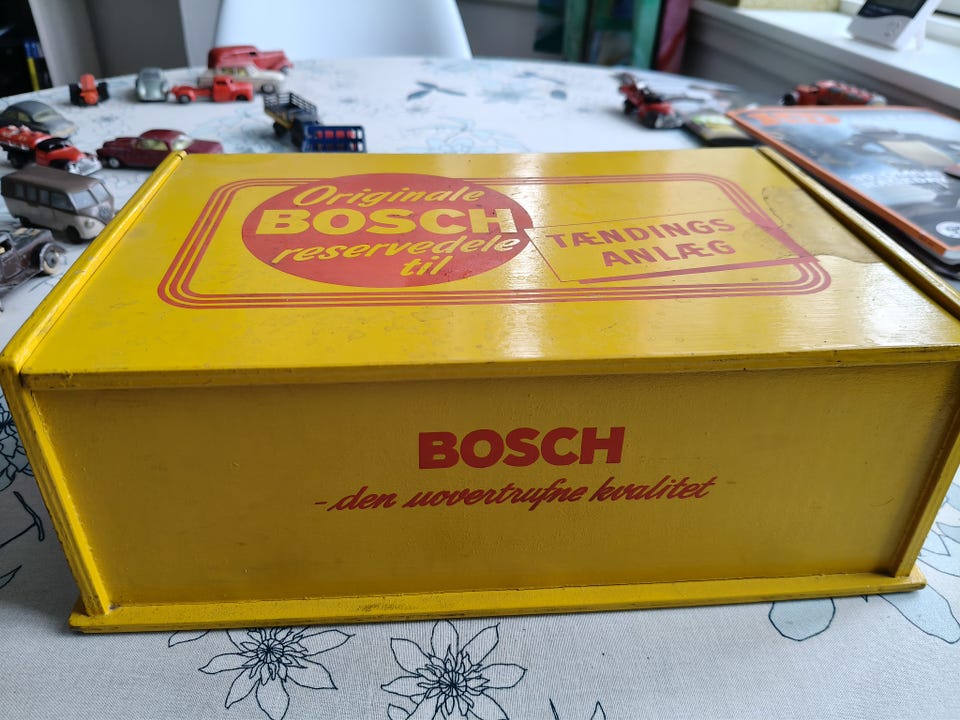 Originale
BOSCH
reservedele
til
TÆNDINGS
ANLÆG
BOSCH
-den uovertrufne kvalitet